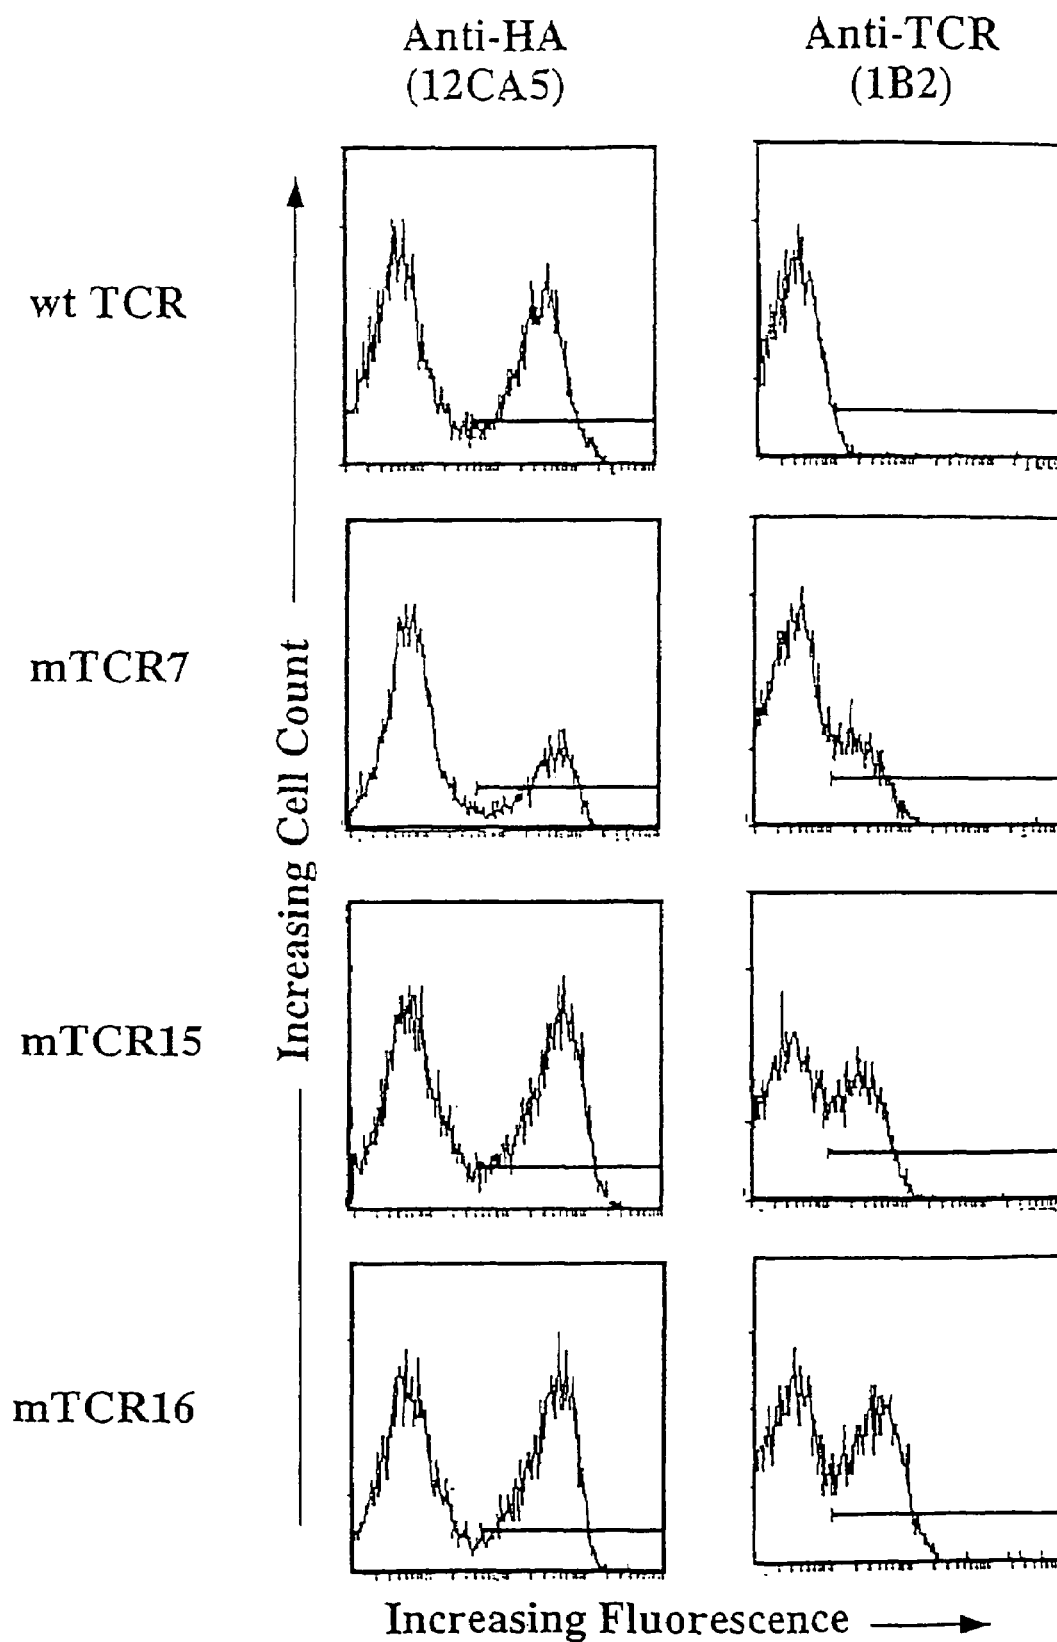 Anti-HA
(12CA5)
Anti-TCR
(1B2)
wt TCR
mTCR7
mTCR15
mTCR16
Increasing Cell Count
Increasing Fluorescence